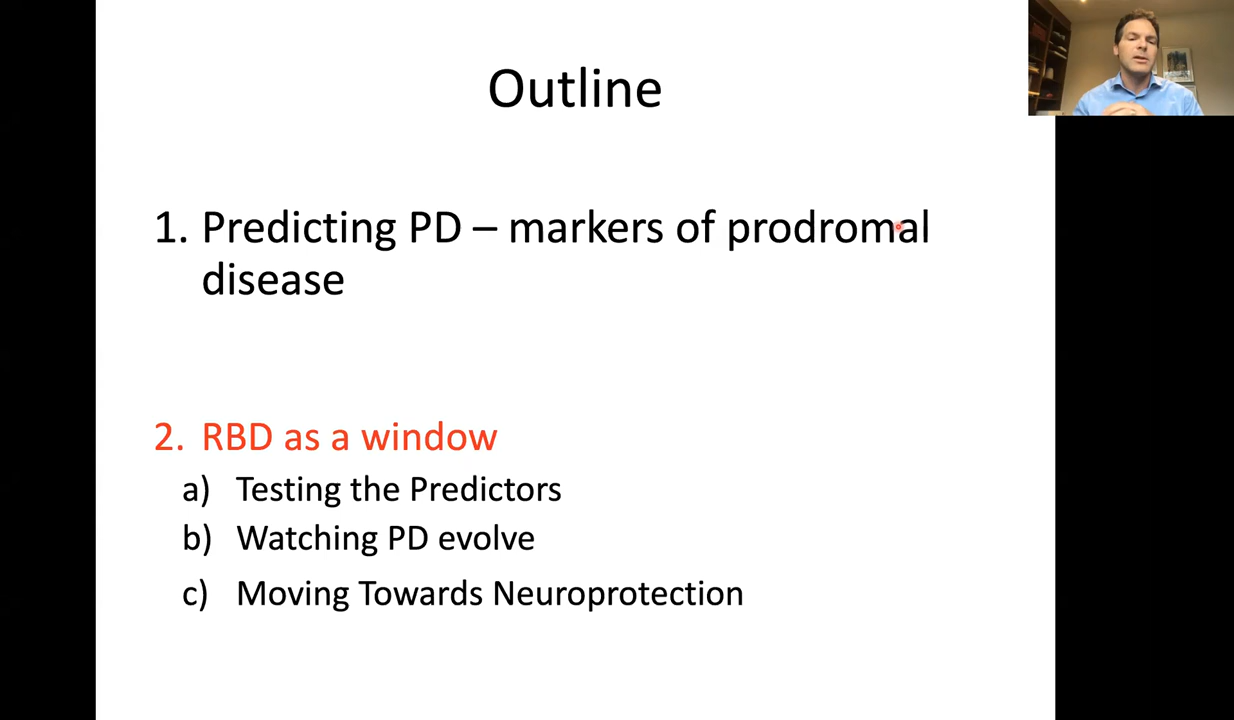 Outline
1. Predicting PD – markers of prodromal
disease
2. RBD as a window
a) Testing the Predictors
b) Watching PD evolve
c) Moving Towards Neuroprotection